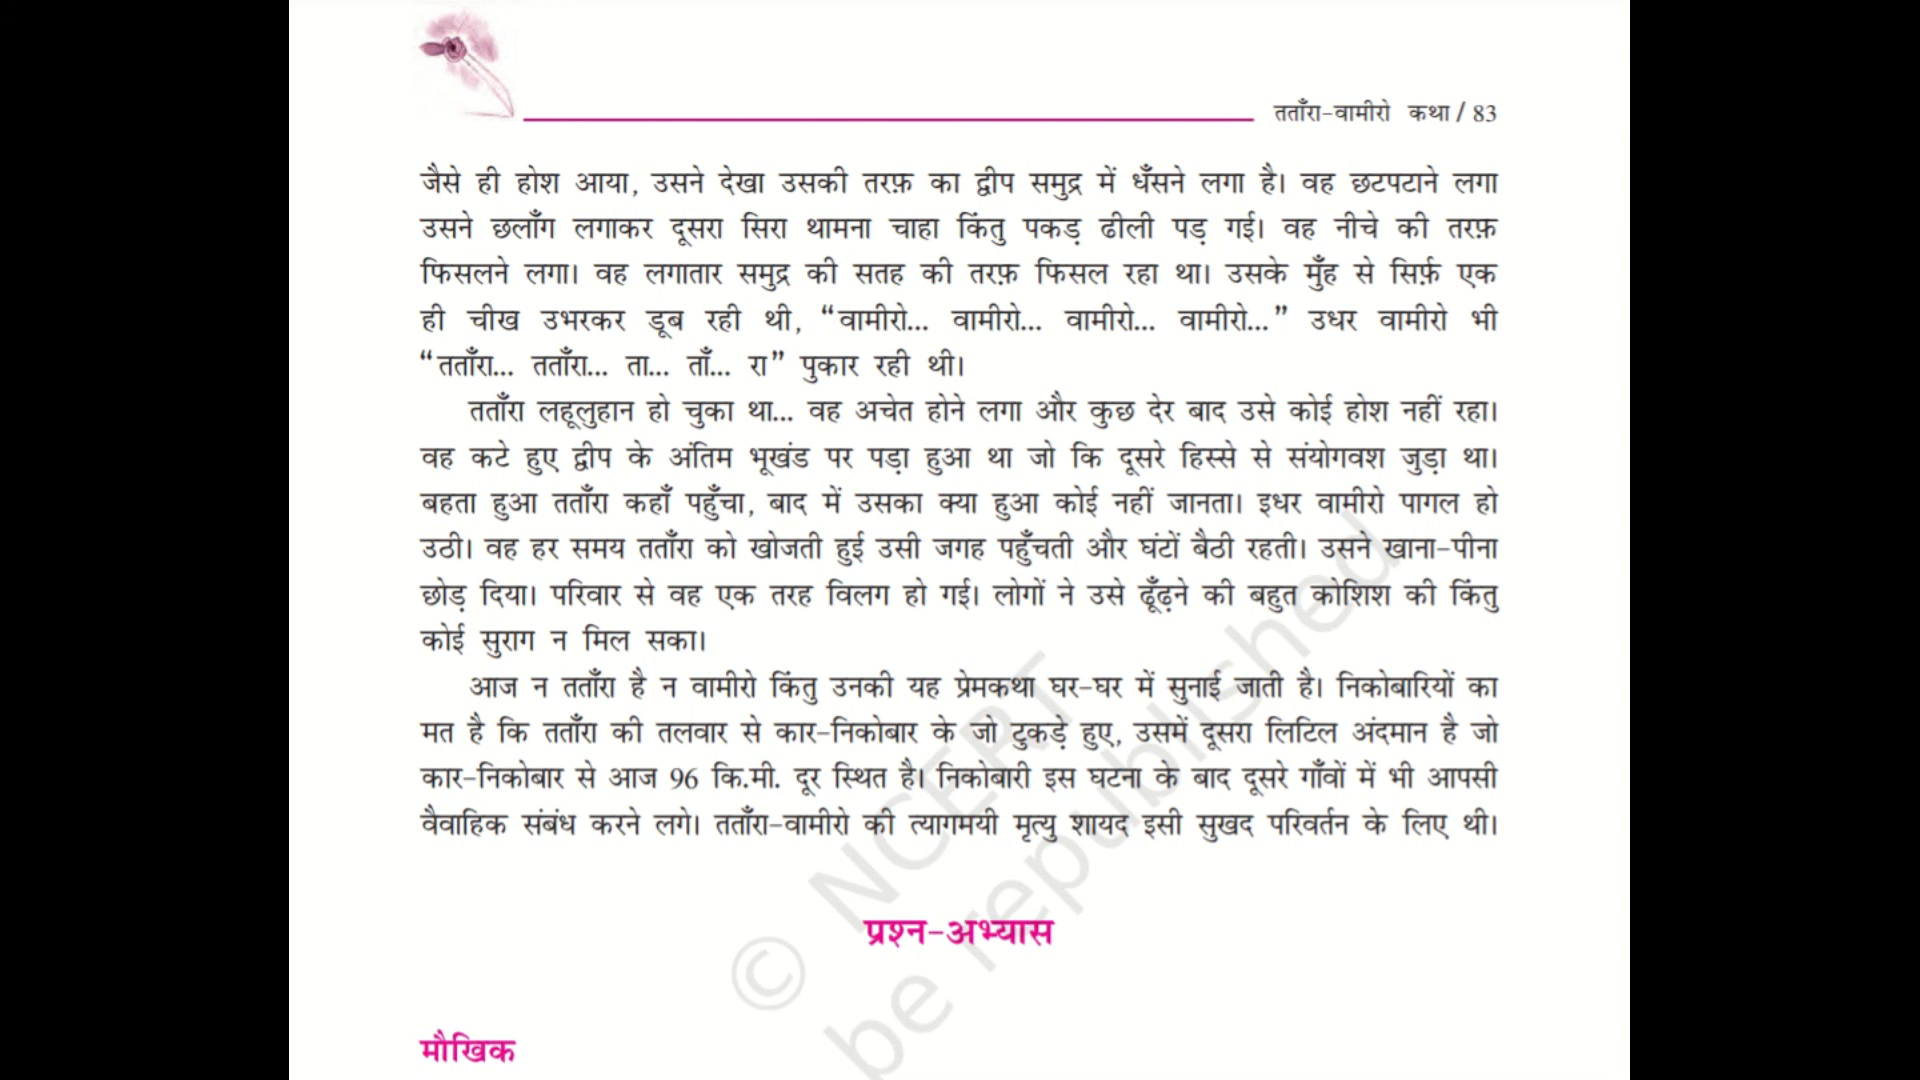 तताँरा-वामीरो कथा / 83
जैसे ही होश आया, उसने देखा उसकी तरफ़ का द्वीप समुद्र में धँसने लगा है। वह छटपटाने लगा
उसने छलाँग लगाकर दूसरा सिरा थामना चाहा किंतु पकड़ ढीली पड़ गई। वह नीचे की तरफ़
फिसलने लगा। वह लगातार समुद्र की सतह की तरफ़ फिसल रहा था। उसके मुँह से सिर्फ़ एक
ही चीख उभरकर डूब रही थी, “वामीरो... वामीरो... वामीरो... वामीरो...” उधर वामीरो भी
“तताँरा... तताँरा... ता... ताँ... रा” पुकार रही थी।
तताँरा लहूलुहान हो चुका था... वह अचेत होने लगा और कुछ देर बाद उसे कोई होश नहीं रहा।
वह कटे हुए द्वीप के अंतिम भूखंड पर पड़ा हुआ था जो कि दूसरे हिस्से से संयोगवश जुड़ा था।
बहता हुआ तताँरा कहाँ पहुँचा, बाद में उसका क्या हुआ कोई नहीं जानता। इधर वामीरो पागल हो
उठी। वह हर समय तताँरा को खोजती हुई उसी जगह पहुँचती और घंटों बैठी रहती। उसने खाना-पीना
छोड़ दिया। परिवार से वह एक तरह विलग हो गई। लोगों ने उसे ढूँढ़ने की बहुत कोशिश की किंतु
कोई सुराग न मिल सका।
आज न तताँरा है न वामीरो किंतु उनकी यह प्रेमकथा घर-घर में सुनाई जाती है। निकोबारियों का
मत है कि तताँरा की तलवार से कार-निकोबार के जो टुकड़े हुए, उसमें दूसरा लिटिल अंदमान है जो
कार-निकोबार से आज 96 कि.मी. दूर स्थित है। निकोबारी इस घटना के बाद दूसरे गाँवों में भी आपसी
वैवाहिक संबंध करने लगे। तताँरा-वामीरो की त्यागमयी मृत्यु शायद इसी सुखद परिवर्तन के लिए थी।
© NCERT
be republished
प्रश्न-अभ्यास
मौखिक